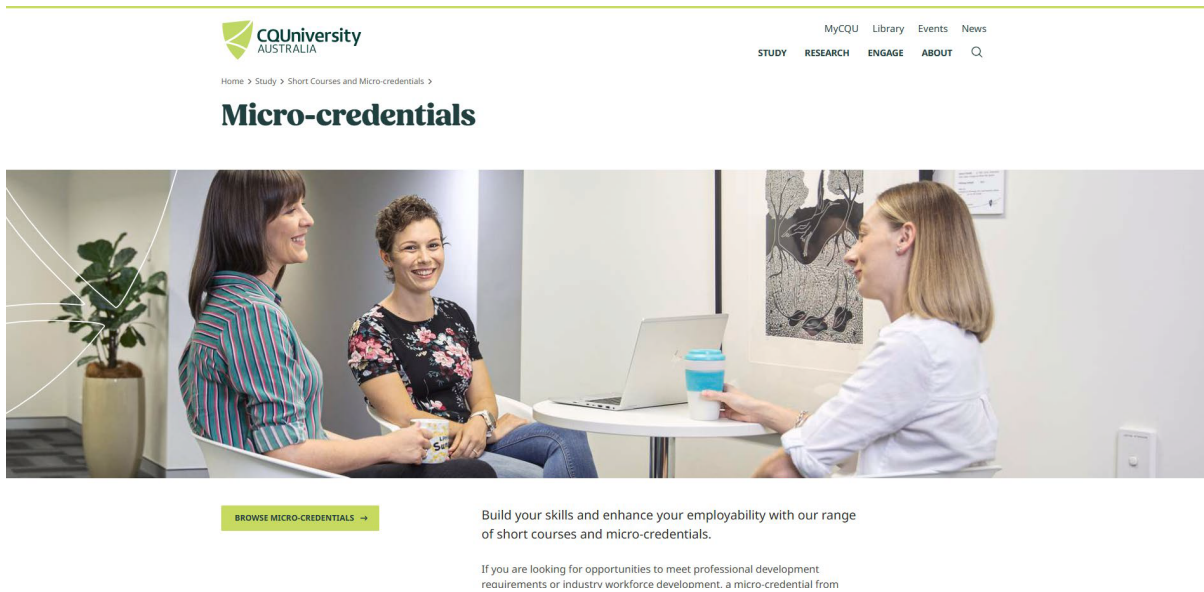 CQUniversity
AUSTRALIA
MyCQU Library Events News
STUDY RESEARCH ENGAGE ABOUT
Home > Study > Short Courses and Micro-credentials >
Micro-credentials
BROWSE MICRO-CREDENTIALS →
Build your skills and enhance your employability with our range
of short courses and micro-credentials.
If you are looking for opportunities to meet professional development
requirements or industry workforce development, a micro-credential from